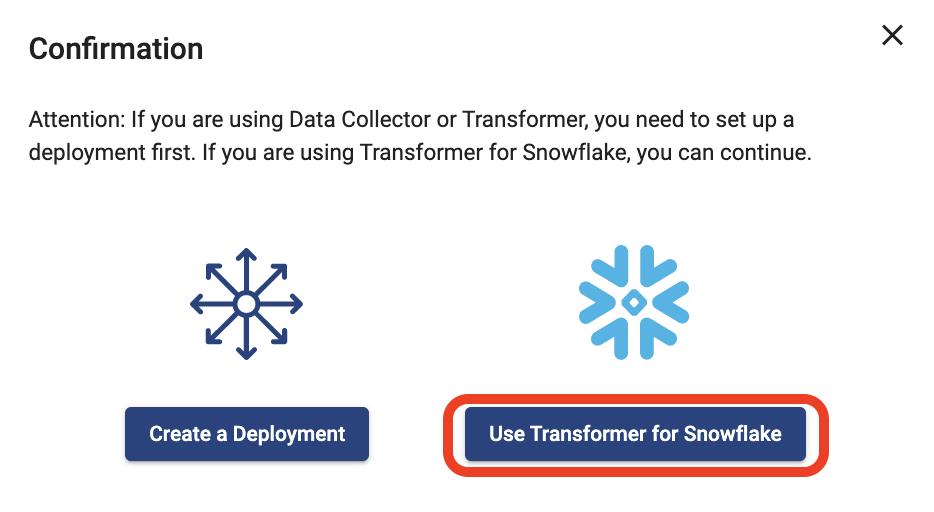 Confirmation
Attention: If you are using Data Collector or Transformer, you need to set up a
deployment first. If you are using Transformer for Snowflake, you can continue.
Create a Deployment
Use Transformer for Snowflake